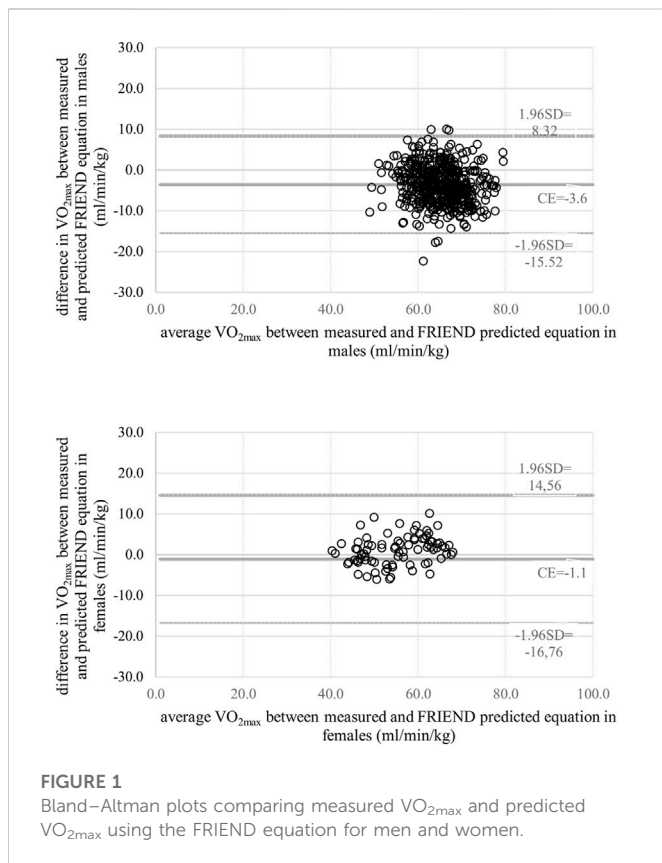 difference in VO2max between measured
and predicted FRIEND equation in males
(ml/min/kg)
30.0
20.0
10.0
0.0
-10.0
-20.0
-30.0
1.96SD=
8.32
CE=-3.6
-1.96SD=
-15.52
0.0 20.0 40.0 60.0 80.0 100.0
average VO2max between measured and FRIEND predicted equation in
males (ml/min/kg)
difference in VO2max between measured
and predicted FRIEND equation in
females (ml/min/kg)
30.0
20.0
10.0
0.0
-10.0
-20.0
-30.0
1.96SD=
14,56
CE=-1.1
-1.96SD=
-16,76
0.0 20.0 40.0 60.0 80.0 100.0
average VO2max between measured and FRIEND predicted equation in
females (ml/min/kg)
FIGURE 1
Bland–Altman plots comparing measured VO2max and predicted
VO2max using the FRIEND equation for men and women.